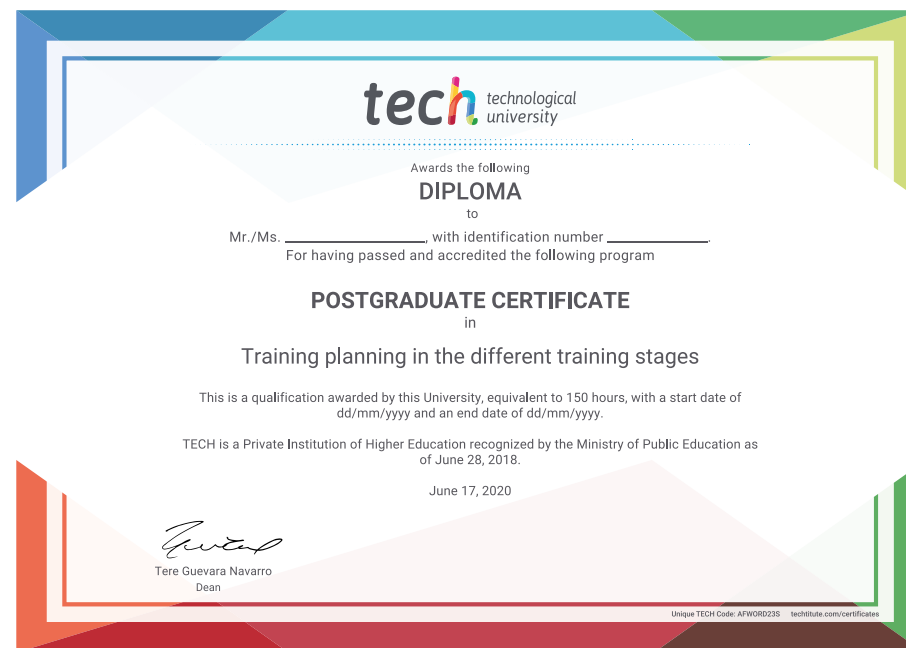 tech technological
university
Awards the following
DIPLOMA
to
Mr./Ms. ____________________, with identification number ______________.
For having passed and accredited the following program
POSTGRADUATE CERTIFICATE
in
Training planning in the different training stages
This is a qualification awarded by this University, equivalent to 150 hours, with a start date of
dd/mm/yyyy and an end date of dd/mm/yyyy.
TECH is a Private Institution of Higher Education recognized by the Ministry of Public Education as
of June 28, 2018.
June 17, 2020
Tere Guevara Navarro
Dean
Unique TECH Code: AFWORD23S techtitute.com/certificates